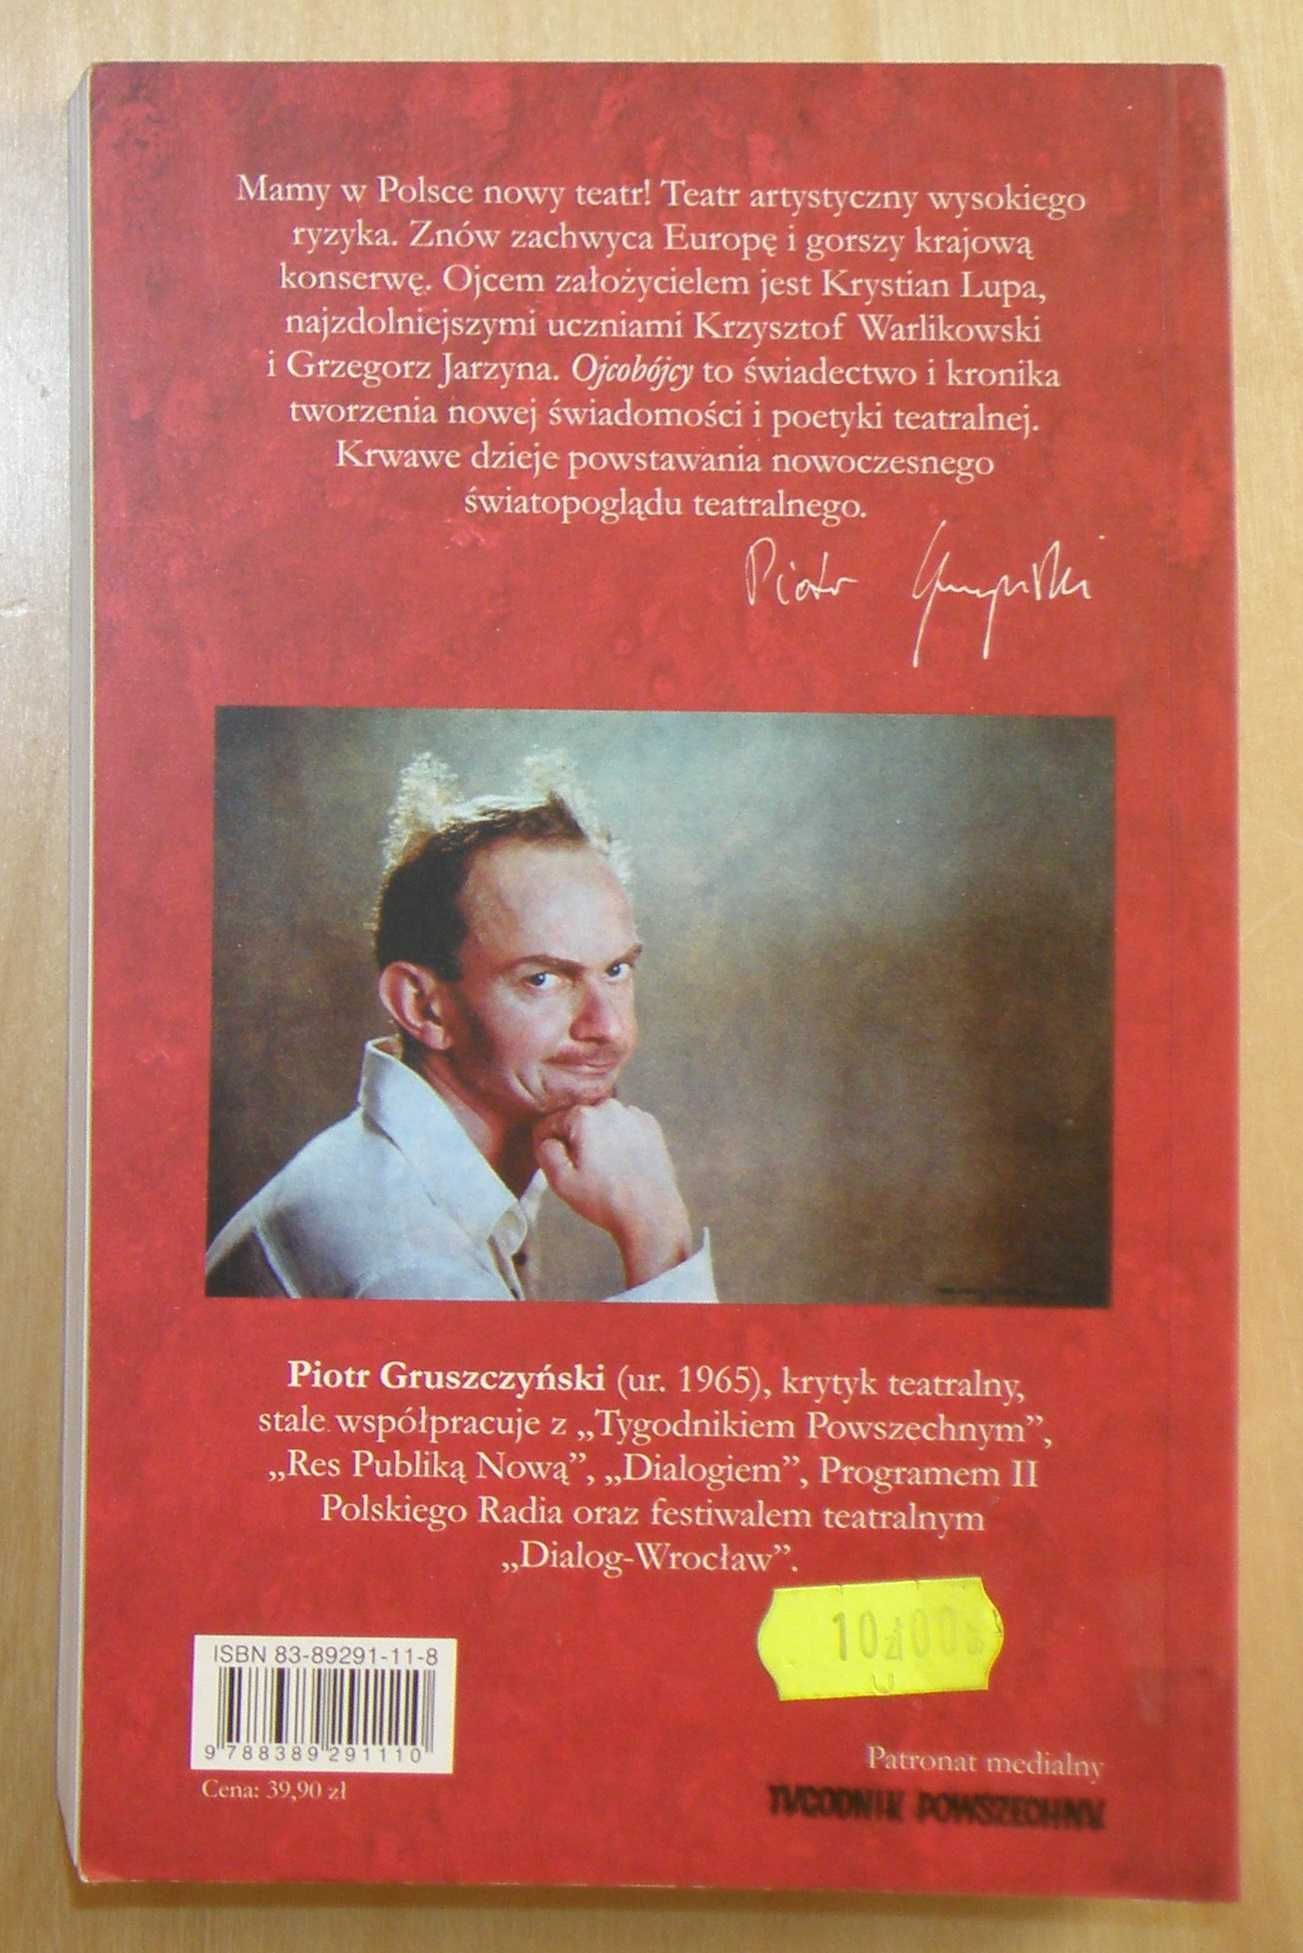 Mamy w Polsce nowy teatr! Teatr artystyczny wysokiego
ryzyka. Znów zachwyca Europę i gorszy krajową
konserwę. Ojcem założycielem jest Krystian Lupa,
najzdolniejszymi uczniami Krzysztof Warlikowski
i Grzegorz Jarzyna. Ojcobójcy to świadectwo i kronika
tworzenia nowej świadomości i poetyki teatralnej.
Krwawe dzieje powstawania nowoczesnego
światopoglądu teatralnego.
Piotr Gruszczyński
Piotr Gruszczyński (ur. 1965), krytyk teatralny,
stale współpracuje z „Tygodnikiem Powszechnym”,
„Res Publiką Nową”, „Dialogiem”, Programem II
Polskiego Radia oraz festiwalem teatralnym
„Dialog-Wrocław”.
10zł00
ISBN 83-89291-11-8
9 788389 291110
Cena: 39,90 zł
Patronat medialny
TYGODNIK POWSZECHNY